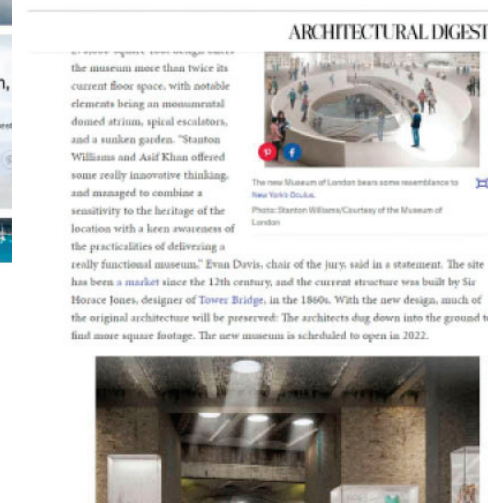 ARCHITECTURAL DIGEST
the museum more than twice its
current floor space, with notable
elements being an monumental
domed atrium, spiral escalators,
and a sunken garden. "Stanton
Williams and Asif Khan offered
some really innovative thinking,
and managed to combine a
sensitivity to the heritage of the
location with a keen awareness of
the practicalities of delivering a
The new Museum of London bears some resemblance to
New York's Oculus.
Photo: Stanton Williams/Courtesy of the Museum of
London
really functional museum," Evan Davis, chair of the jury, said in a statement. The site
has been a market since the 12th century, and the current structure was built by Sir
Horace Jones, designer of Tower Bridge, in the 1860s. With the new design, much of
the original architecture will be preserved: The architects dug down into the ground to
find more square footage. The new museum is scheduled to open in 2022.